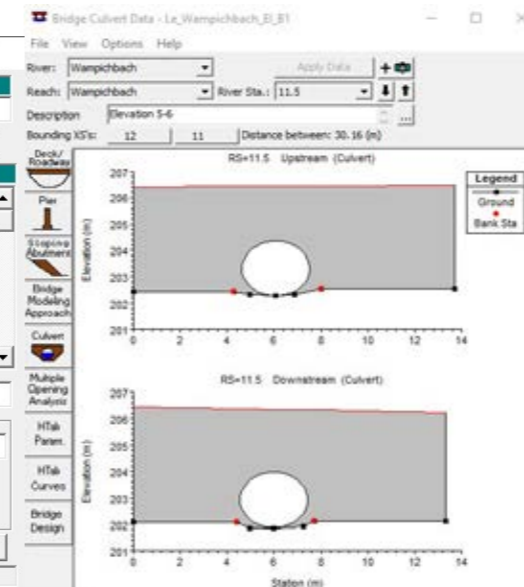 Bridge Culvert Data - Le_Wampichbach_El_B1
File View Options Help
River: Wampichbach Apply Data
Reach: Wampichbach River Sta.: 11.5
Description Elevation 5-6 ...
Bounding XS's: 12 11 Distance between: 30.16 (m)
Deck/
Roadway
Pier
Sloping
Abutment
Bridge
Modeling
Approach
Culvert
Multiple
Opening
Analysis
HTab
Param.
HTab
Curves
Bridge
Design
RS=11.5 Upstream (Culvert)
Elevation (m)
207
206
205
204
203
202
201
0 2 4 6 8 10 12 14
Legend
Ground
Bank Sta
RS=11.5 Downstream (Culvert)
Elevation (m)
207
206
205
204
203
202
201
0 2 4 6 8 10 12 14
Station (m)